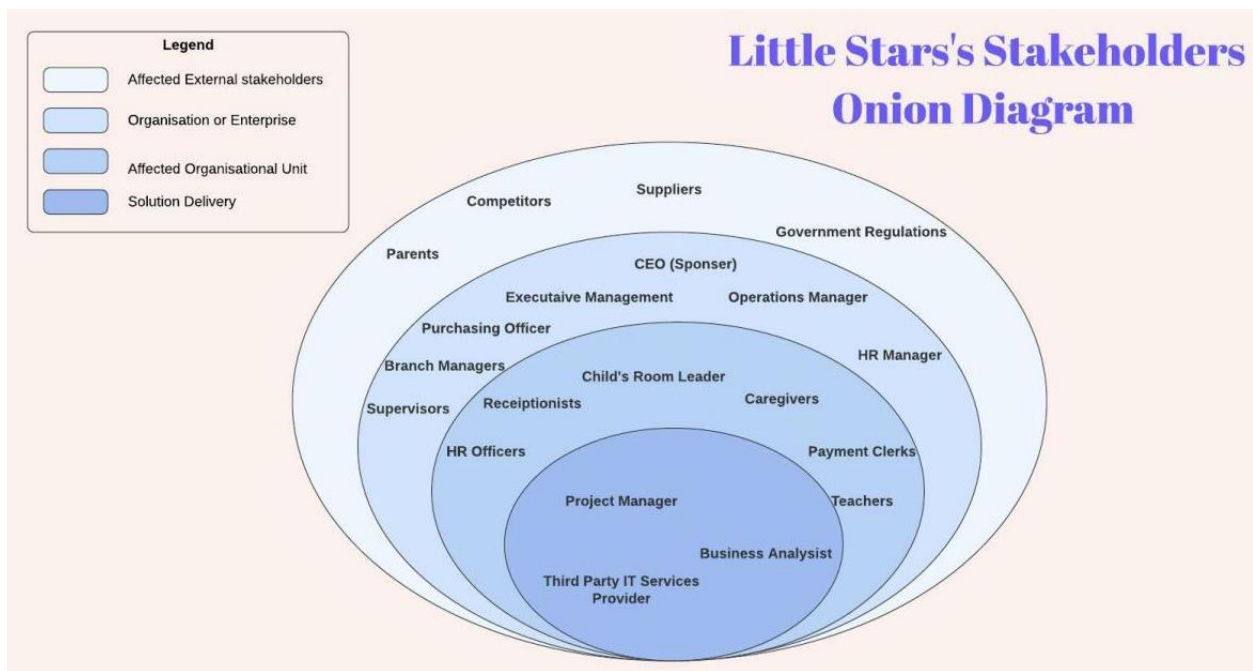 Legend
Affected External stakeholders
Organisation or Enterprise
Affected Organisational Unit
Solution Delivery
Little Stars's Stakeholders
Onion Diagram
Suppliers
Competitors
Government Regulations
Parents
CEO (Sponser)
Executaive Management
Operations Manager
Purchasing Officer
HR Manager
Branch Managers
Child's Room Leader
Supervisors
Receiptionists
Caregivers
HR Officers
Payment Clerks
Project Manager
Teachers
Business Analysist
Third Party IT Services
Provider